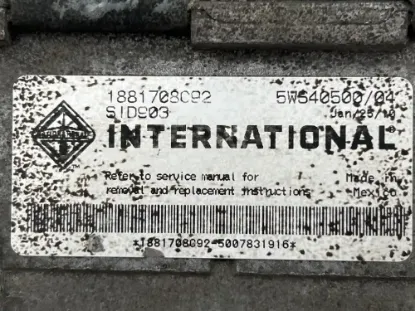 1881708C92 5WS40500/04
SID903 Jan/25/10
INTERNATIONAL
Refer to service manual for Made in
removal and replacement instructions Mexico
*1881708C92-5007831916*